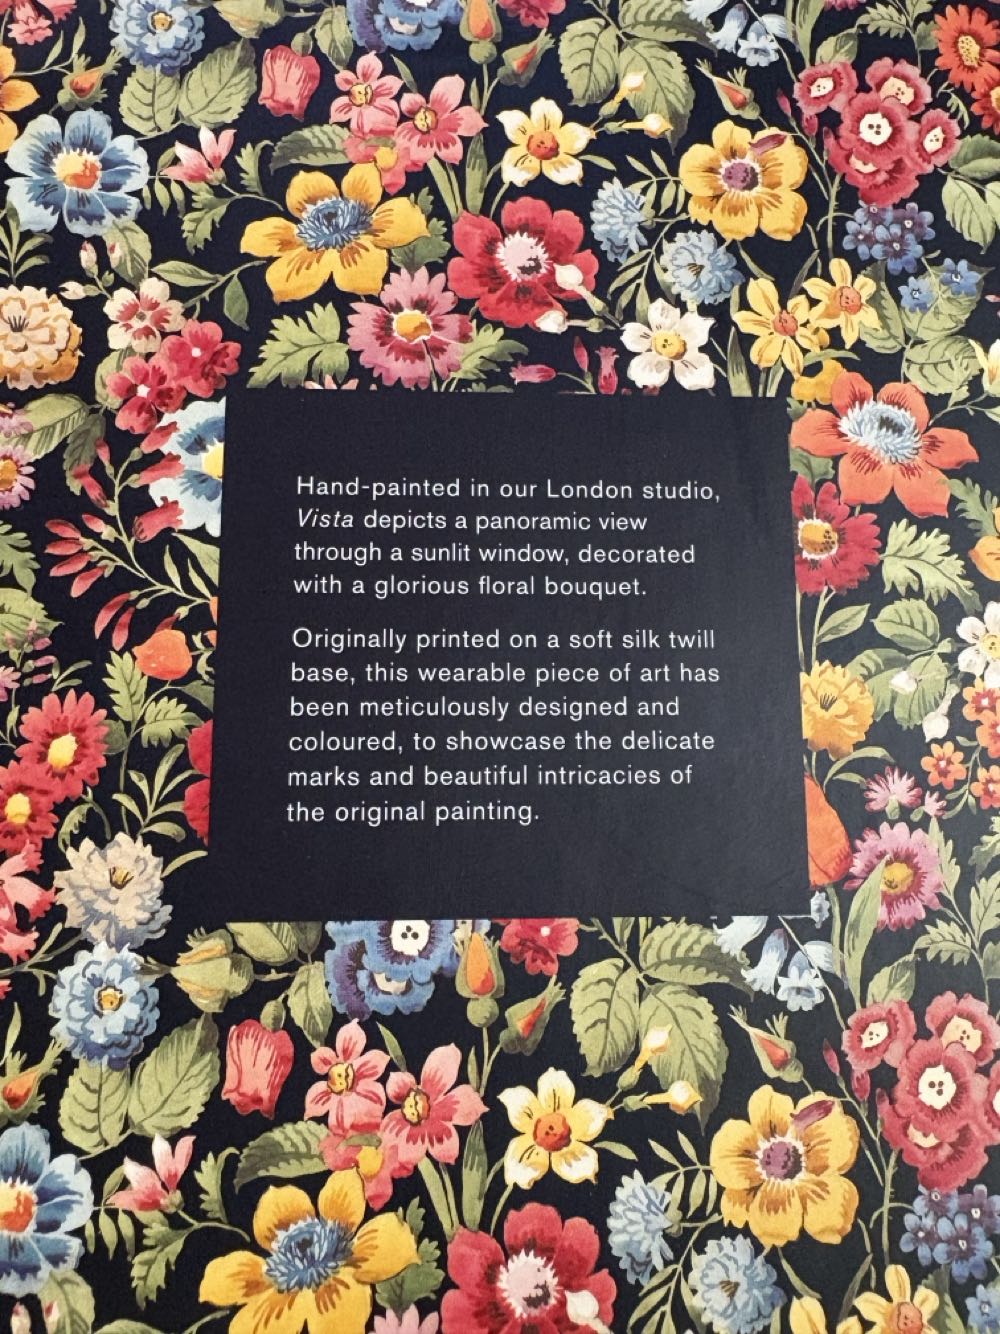 Hand-painted in our London studio,
Vista depicts a panoramic view
through a sunlit window, decorated
with a glorious floral bouquet.
Originally printed on a soft silk twill
base, this wearable piece of art has
been meticulously designed and
coloured, to showcase the delicate
marks and beautiful intricacies of
the original painting.